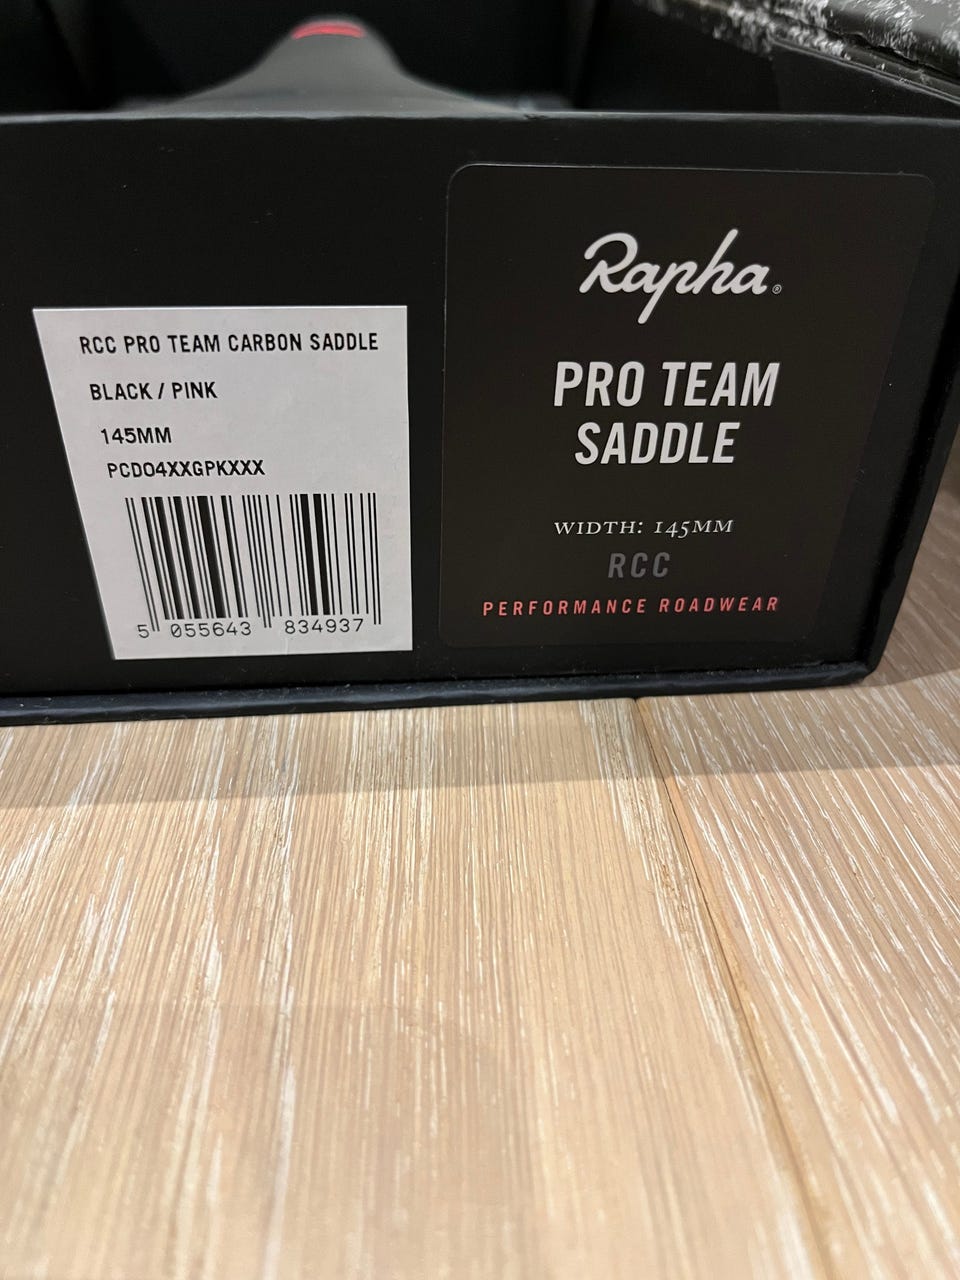 RCC PRO TEAM CARBON SADDLE
BLACK / PINK
145MM
PCD04XXGPKXXX
5 055643 834937
Rapha®
PRO TEAM
SADDLE
WIDTH: 145MM
RCC
PERFORMANCE ROADWEAR